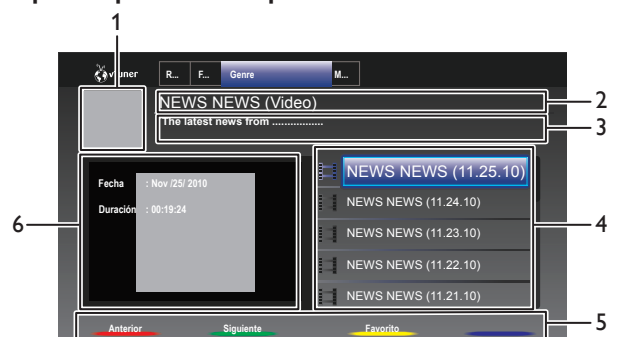 1
vTuner R... F... Genre M...
NEWS NEWS (Video)
2
The latest news from .................
3
NEWS NEWS (11.25.10)
Fecha : Nov /25/ 2010
NEWS NEWS (11.24.10)
Duración : 00:19:24
6
4
NEWS NEWS (11.23.10)
NEWS NEWS (11.22.10)
NEWS NEWS (11.21.10)
5
Anterior Siguiente Favorito